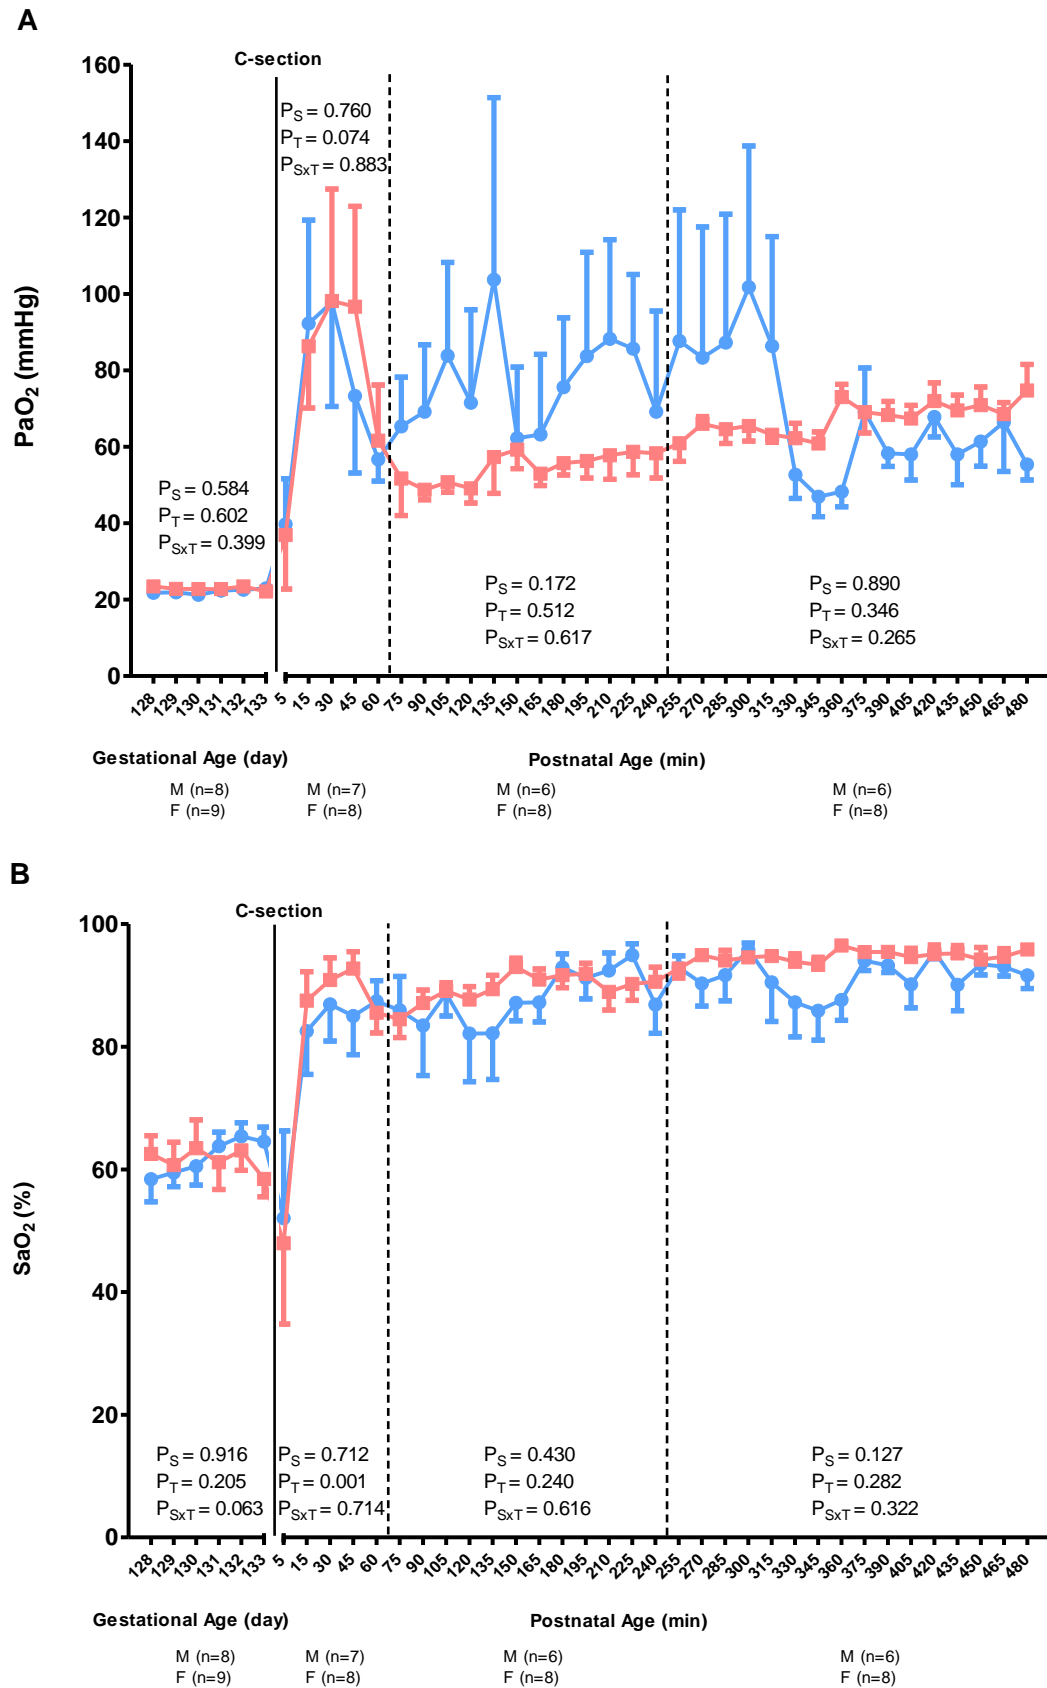 A
C-section
160
140
120
100
80
60
40
20
0
PaO2 (mmHg)
PS = 0.760
PT = 0.074
PSxT = 0.883
PS = 0.584
PT = 0.602
PSxT = 0.399
PS = 0.172
PT = 0.512
PSxT = 0.617
PS = 0.890
PT = 0.346
PSxT = 0.265
128 129 130 131 132 133 5 15 30 45 60 75 90 105 120 135 150 165 180 195 210 225 240 255 270 285 300 315 330 345 360 375 390 405 420 435 450 465 480
Gestational Age (day) Postnatal Age (min)
M (n=8) M (n=7) M (n=6) M (n=6)
F (n=9) F (n=8) F (n=8) F (n=8)
B
C-section
100
80
60
40
20
0
SaO2 (%)
PS = 0.916
PT = 0.205
PSxT = 0.063
PS = 0.712
PT = 0.001
PSxT = 0.714
PS = 0.430
PT = 0.240
PSxT = 0.616
PS = 0.127
PT = 0.282
PSxT = 0.322
128 129 130 131 132 133 5 15 30 45 60 75 90 105 120 135 150 165 180 195 210 225 240 255 270 285 300 315 330 345 360 375 390 405 420 435 450 465 480
Gestational Age (day) Postnatal Age (min)
M (n=8) M (n=7) M (n=6) M (n=6)
F (n=9) F (n=8) F (n=8) F (n=8)